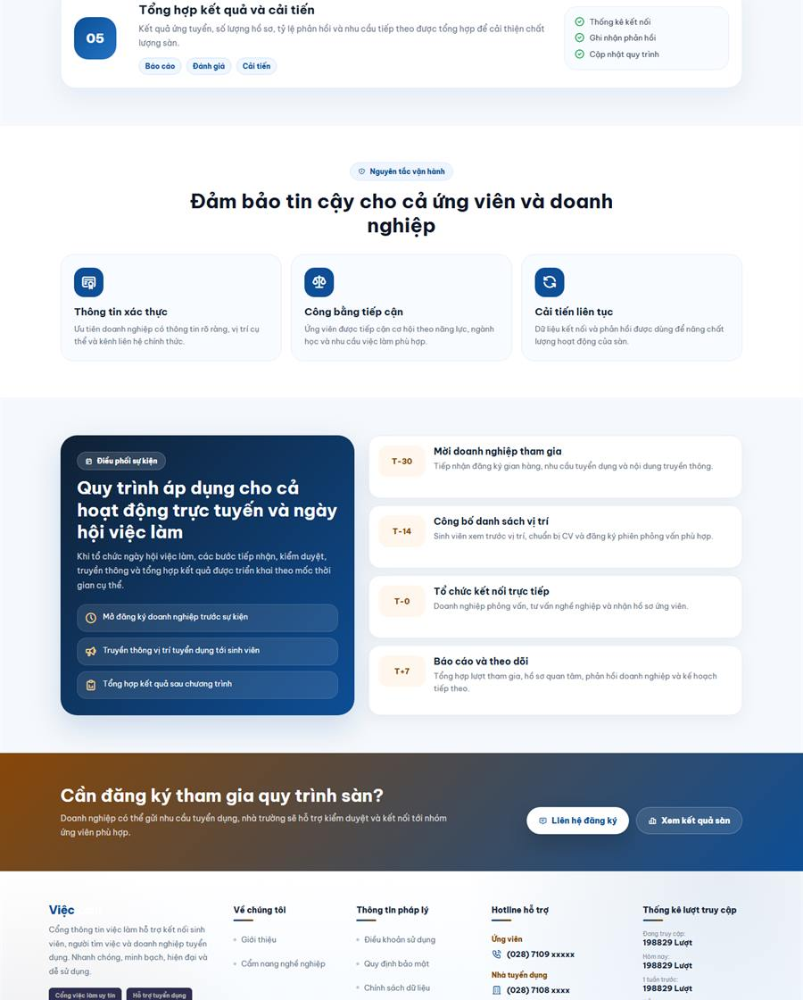 05
Tổng hợp kết quả và cải tiến
Kết quả ứng tuyển, số lượng hồ sơ, tỷ lệ phản hồi và nhu cầu tiếp theo được tổng hợp để cải thiện chất
lượng sàn.
Báo cáo
Đánh giá
Cải tiến
Thống kê kết nối
Ghi nhận phản hồi
Cập nhật quy trình
Nguyên tắc vận hành
Đảm bảo tin cậy cho cả ứng viên và doanh
nghiệp
Thông tin xác thực
Ưu tiên doanh nghiệp có thông tin rõ ràng, vị trí cụ
thể và kênh liên hệ chính thức.
Công bằng tiếp cận
Ứng viên được tiếp cận cơ hội theo năng lực, ngành
học và nhu cầu việc làm phù hợp.
Cải tiến liên tục
Dữ liệu kết nối và phản hồi được dùng để nâng chất
lượng hoạt động của sàn.
Điều phối sự kiện
Quy trình áp dụng cho cả
hoạt động trực tuyến và ngày
hội việc làm
Khi tổ chức ngày hội việc làm, các bước tiếp nhận, kiểm duyệt,
truyền thông và tổng hợp kết quả được triển khai theo mốc thời
gian cụ thể.
Mở đăng ký doanh nghiệp trước sự kiện
Truyền thông vị trí tuyển dụng tới sinh viên
Tổng hợp kết quả sau chương trình
T-30
Mời doanh nghiệp tham gia
Tiếp nhận đăng ký gian hàng, nhu cầu tuyển dụng và nội dung truyền thông.
T-14
Công bố danh sách vị trí
Sinh viên xem trước vị trí, chuẩn bị CV và đăng ký phiên phỏng vấn phù hợp.
T-0
Tổ chức kết nối trực tiếp
Doanh nghiệp phỏng vấn, tư vấn nghề nghiệp và nhận hồ sơ ứng viên.
T+7
Báo cáo và theo dõi
Tổng hợp lượt tham gia, hồ sơ quan tâm, phản hồi doanh nghiệp và kế hoạch
tiếp theo.
Cần đăng ký tham gia quy trình sàn?
Doanh nghiệp có thể gửi nhu cầu tuyển dụng, nhà trường sẽ hỗ trợ kiểm duyệt và kết nối tới nhóm
ứng viên phù hợp.
Liên hệ đăng ký
Xem kết quả sàn
Việc
Cổng thông tin việc làm hỗ trợ kết nối sinh
viên, người tìm việc và doanh nghiệp tuyển
dụng. Nhanh chóng, minh bạch, hiện đại và
dễ sử dụng.
Cổng việc làm uy tín
Hỗ trợ tuyển dụng
Về chúng tôi
Giới thiệu
Cẩm nang nghề nghiệp
Thông tin pháp lý
Điều khoản sử dụng
Quy định bảo mật
Chính sách dữ liệu
Hotline hỗ trợ
Ứng viên
(028) 7109 xxxxx
Nhà tuyển dụng
(028) 7108 xxxx
Thống kê lượt truy cập
Đang truy cập:
198829 Lượt
Hôm nay:
198829 Lượt
1 tuần trước:
198829 Lượt